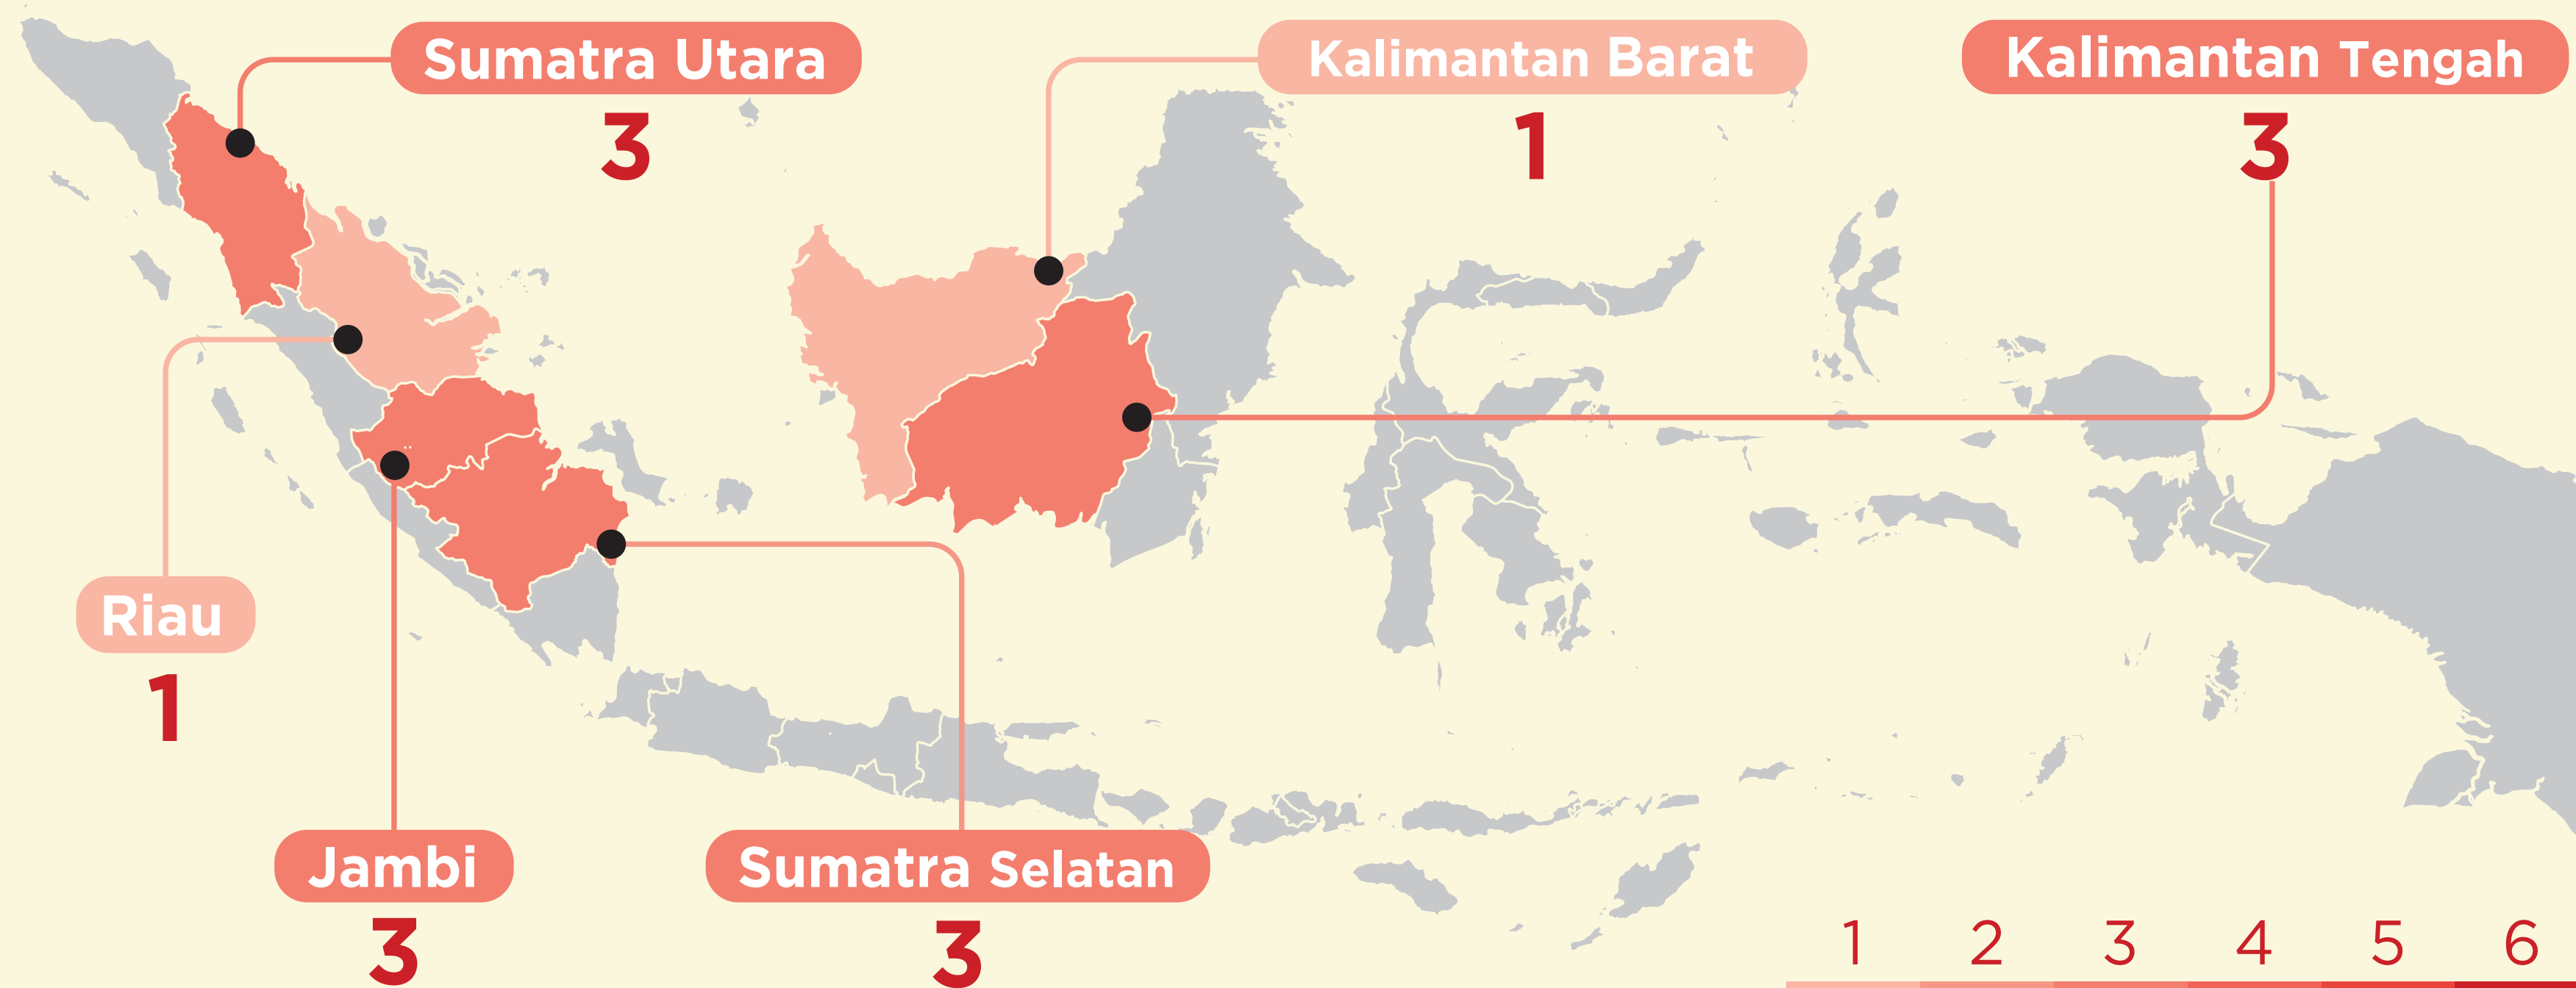 Sumatra Utara
3
Kalimantan Barat
1
Kalimantan Tengah
3
Riau
1
Jambi
3
Sumatra Selatan
3
1 2 3 4 5 6